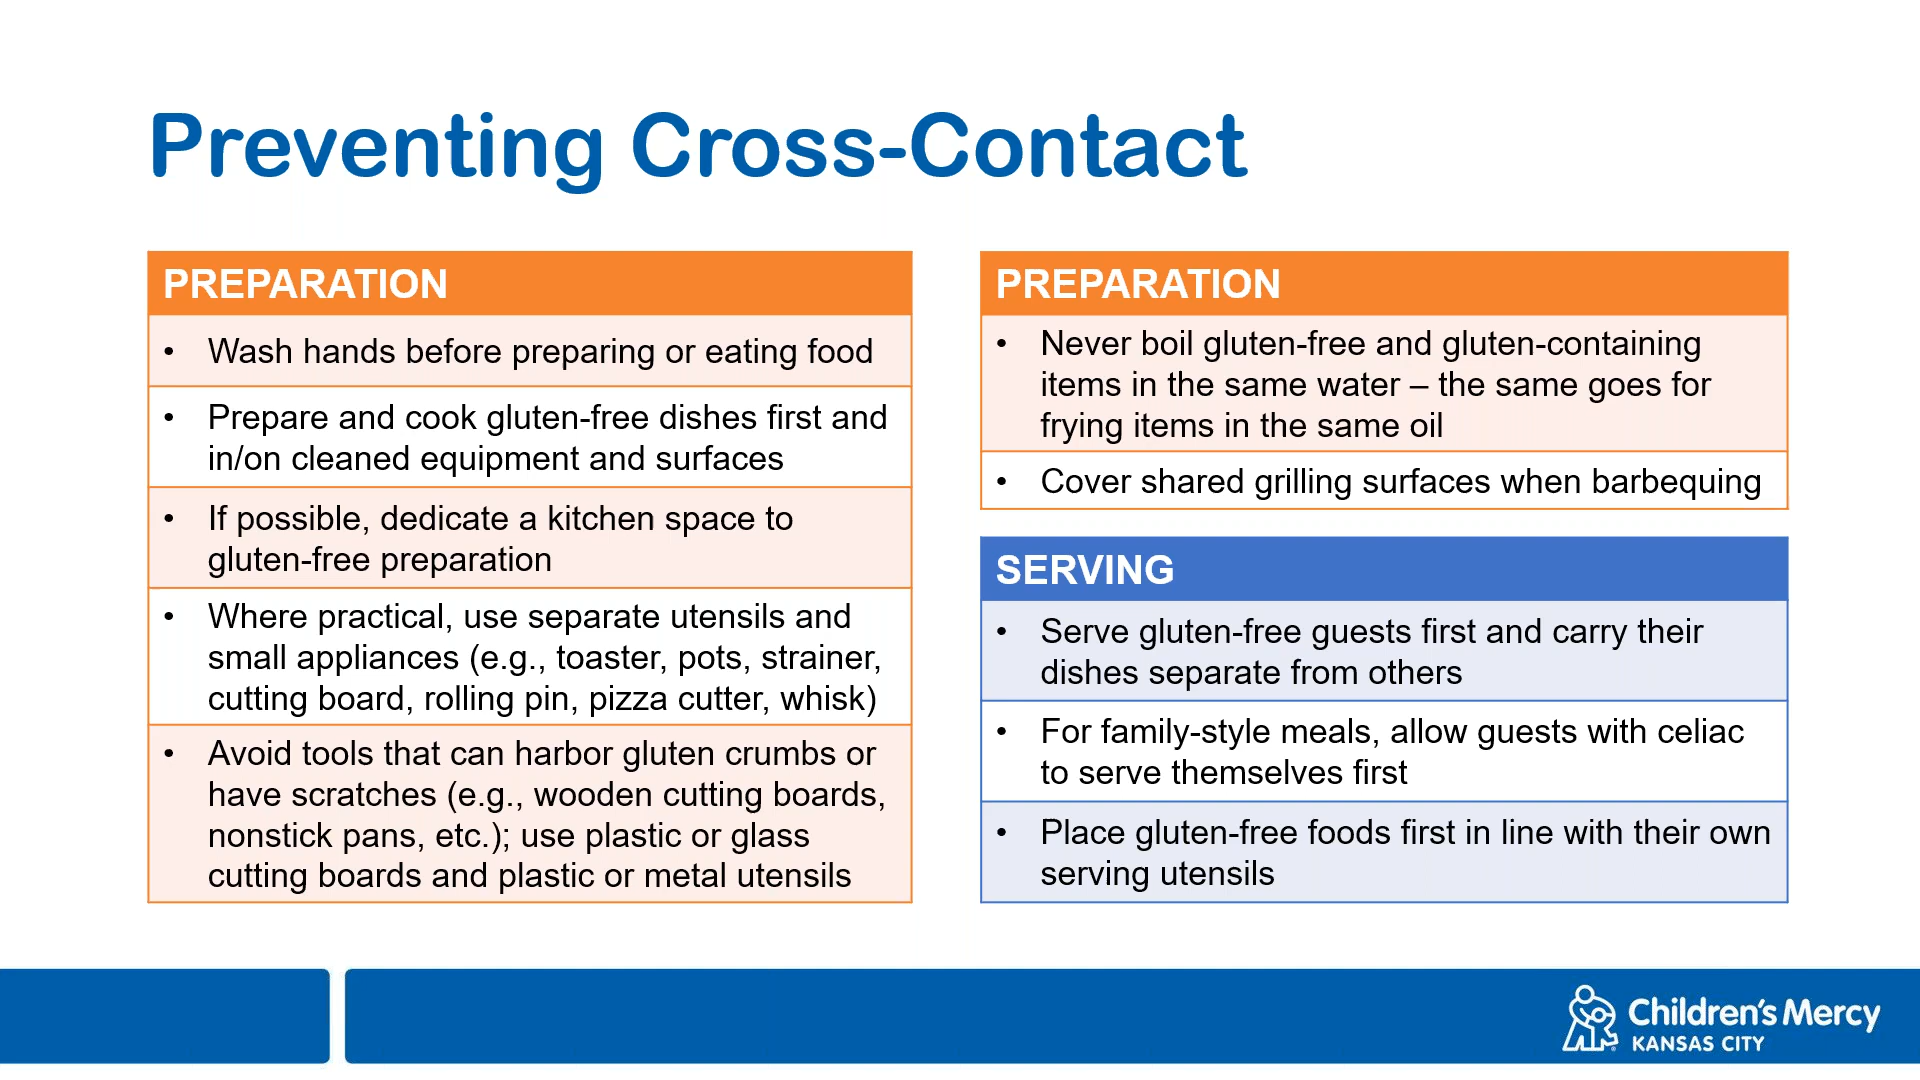 Preventing Cross-Contact
PREPARATION
• Wash hands before preparing or eating food
• Prepare and cook gluten-free dishes first and
in/on cleaned equipment and surfaces
• If possible, dedicate a kitchen space to
gluten-free preparation
• Where practical, use separate utensils and
small appliances (e.g., toaster, pots, strainer,
cutting board, rolling pin, pizza cutter, whisk)
• Avoid tools that can harbor gluten crumbs or
have scratches (e.g., wooden cutting boards,
nonstick pans, etc.); use plastic or glass
cutting boards and plastic or metal utensils
PREPARATION
• Never boil gluten-free and gluten-containing
items in the same water – the same goes for
frying items in the same oil
• Cover shared grilling surfaces when barbequing
SERVING
• Serve gluten-free guests first and carry their
dishes separate from others
• For family-style meals, allow guests with celiac
to serve themselves first
• Place gluten-free foods first in line with their own
serving utensils
Children's Mercy
KANSAS CITY